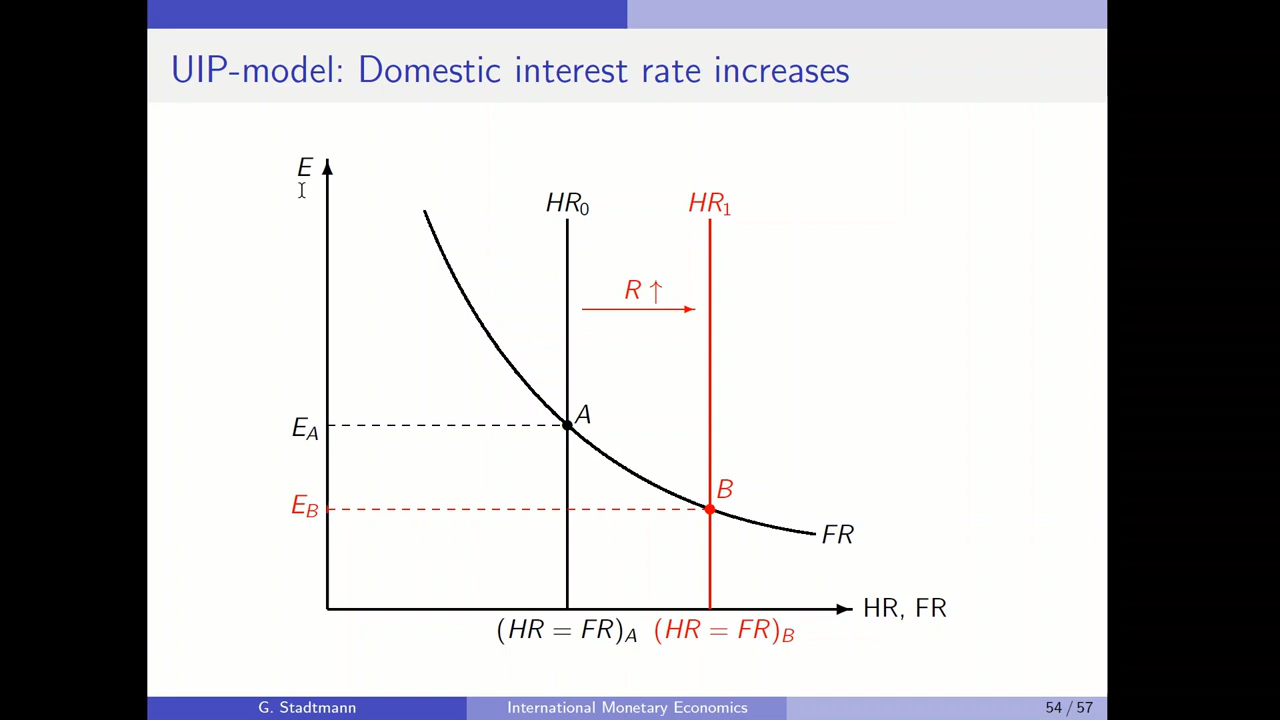 UIP-model: Domestic interest rate increases
E
HR₀
HR₁
R ↑
A
E_A
B
E_B
FR
HR, FR
(HR = FR)_A
(HR = FR)_B
G. Stadtmann
International Monetary Economics
54 / 57